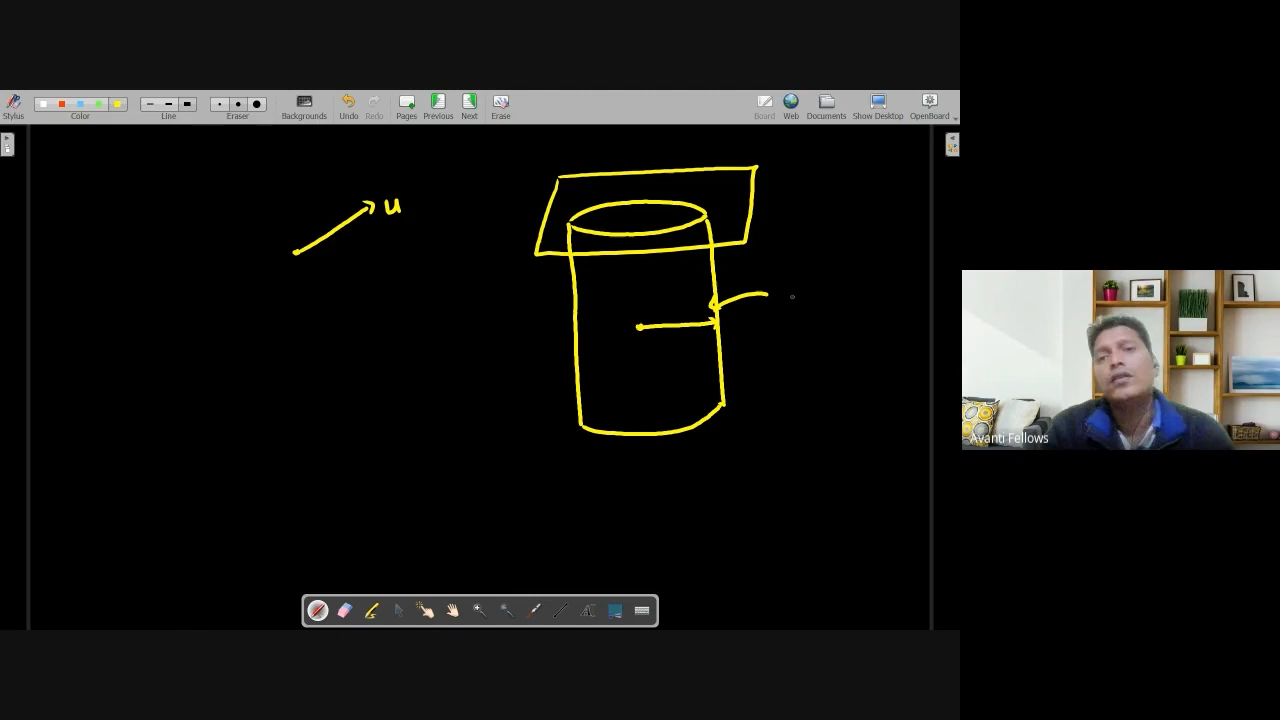 Stylus Color Line Eraser Backgrounds Undo Redo Pages Previous Next Erase Board Web Documents Show Desktop OpenBoard
u
Avanti Fellows